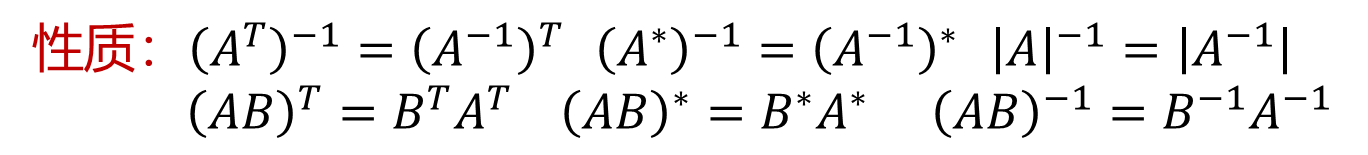 性质：(A^T)^{-1} = (A^{-1})^T (A^*)^{-1} = (A^{-1})^* |A|^{-1} = |A^{-1}|
(AB)^T = B^T A^T (AB)^* = B^* A^* (AB)^{-1} = B^{-1} A^{-1}